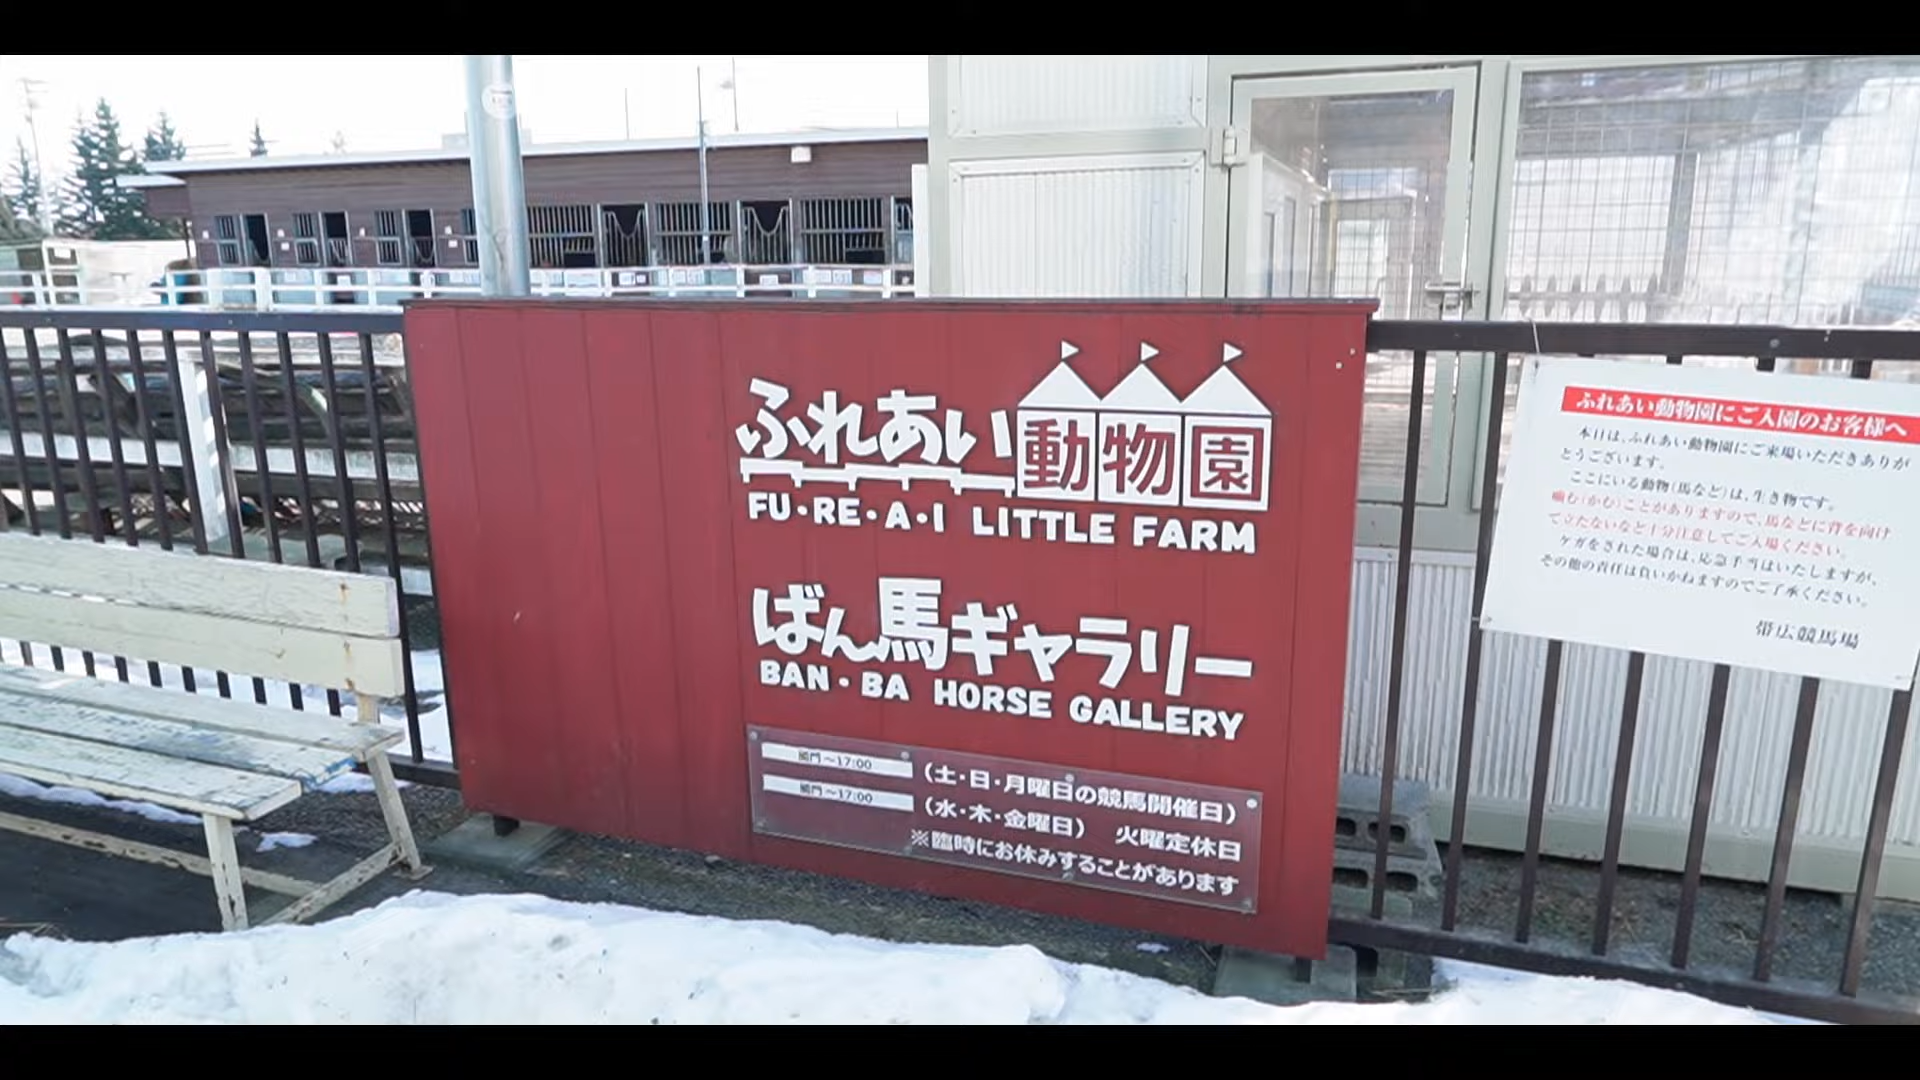 ふれあい動物園
FU・RE・A・I LITTLE FARM
ばん馬ギャラリー
BAN・BA HORSE GALLERY
開門～17:00 (土・日・月曜日の競馬開催日)
開門～17:00 (水・木・金曜日) 火曜定休日
※臨時にお休みすることがあります
ふれあい動物園にご入園のお客様へ
本日は、ふれあい動物園にご来場いただきありが
とうございます。
ここにいる動物(馬など)は、生き物です。
噛む(かむ)ことがありますので、馬などに背を向け
て立たないなど十分注意してご入場ください。
ケガをされた場合は、応急手当はいたしますが、
その他の責任は負いかねますのでご了承ください。
帯広競馬場